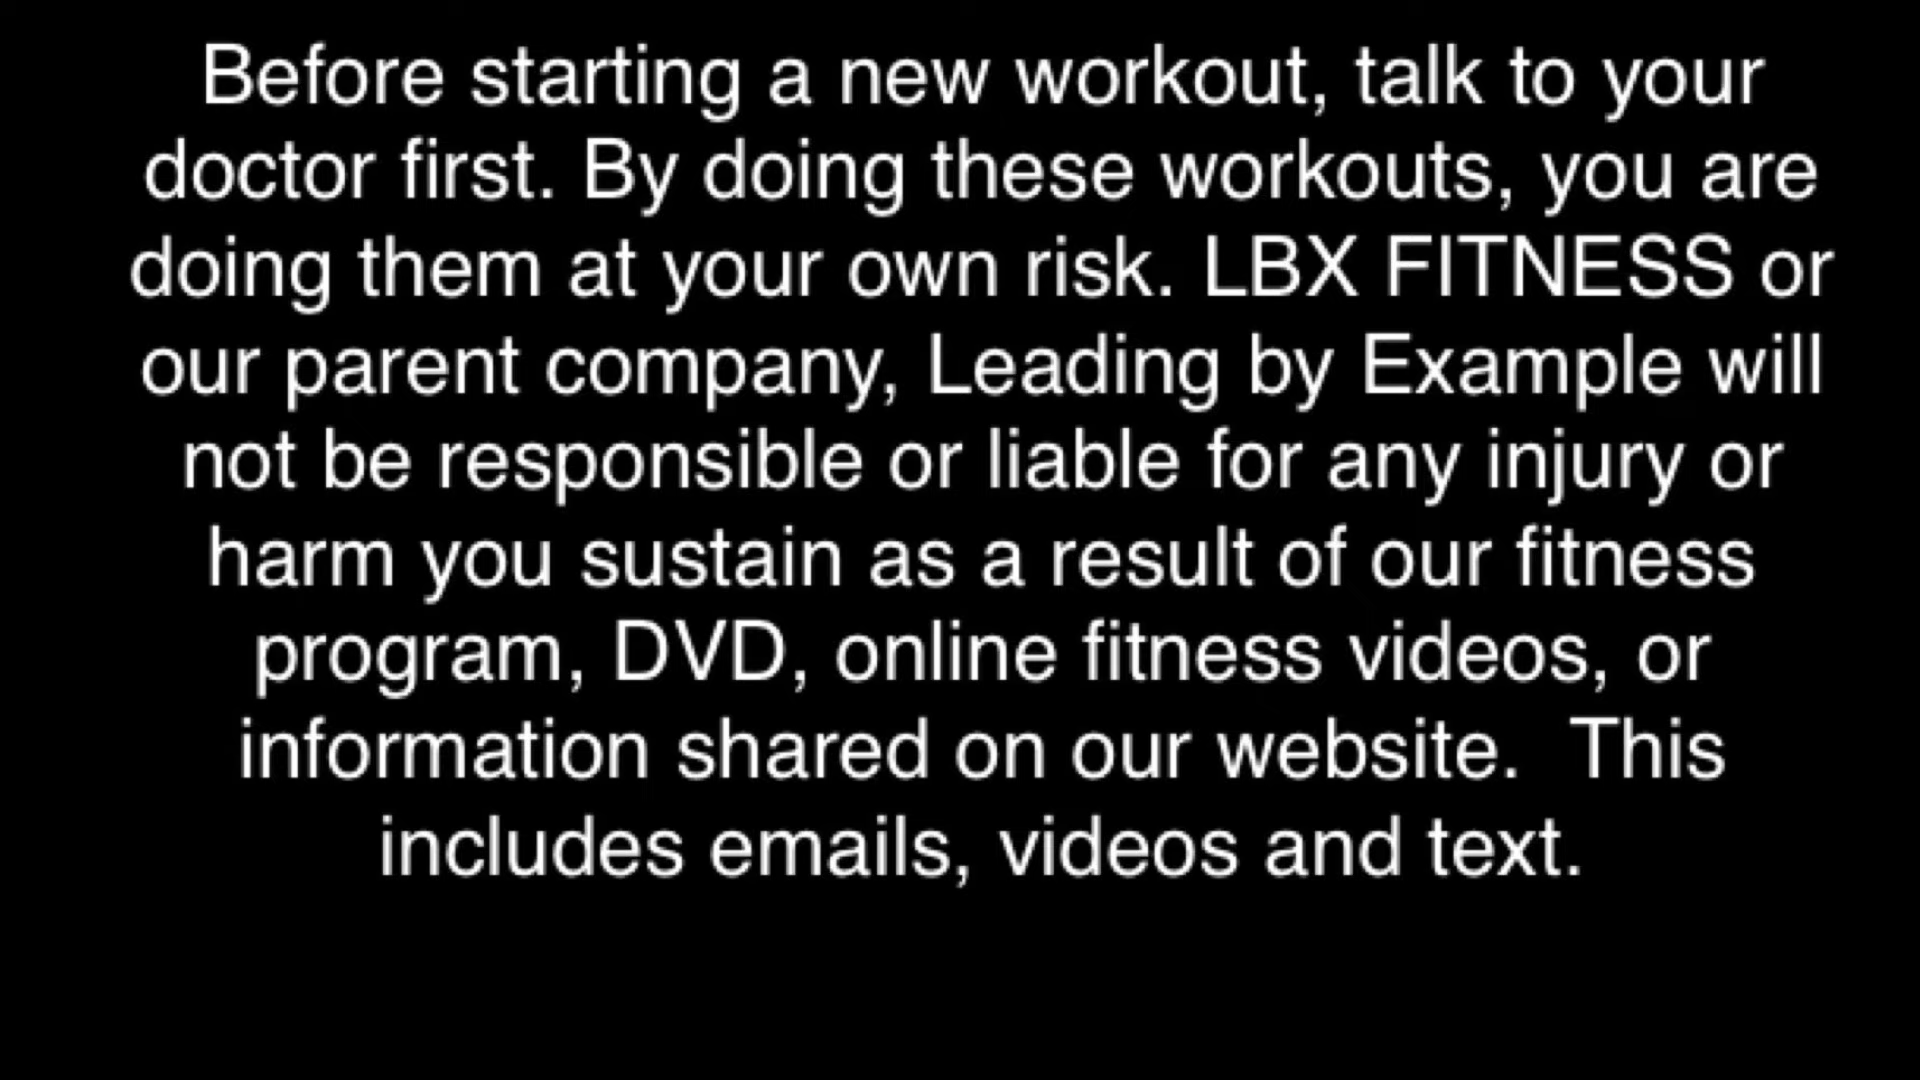 Before starting a new workout, talk to your
doctor first. By doing these workouts, you are
doing them at your own risk. LBX FITNESS or
our parent company, Leading by Example will
not be responsible or liable for any injury or
harm you sustain as a result of our fitness
program, DVD, online fitness videos, or
information shared on our website.  This
includes emails, videos and text.